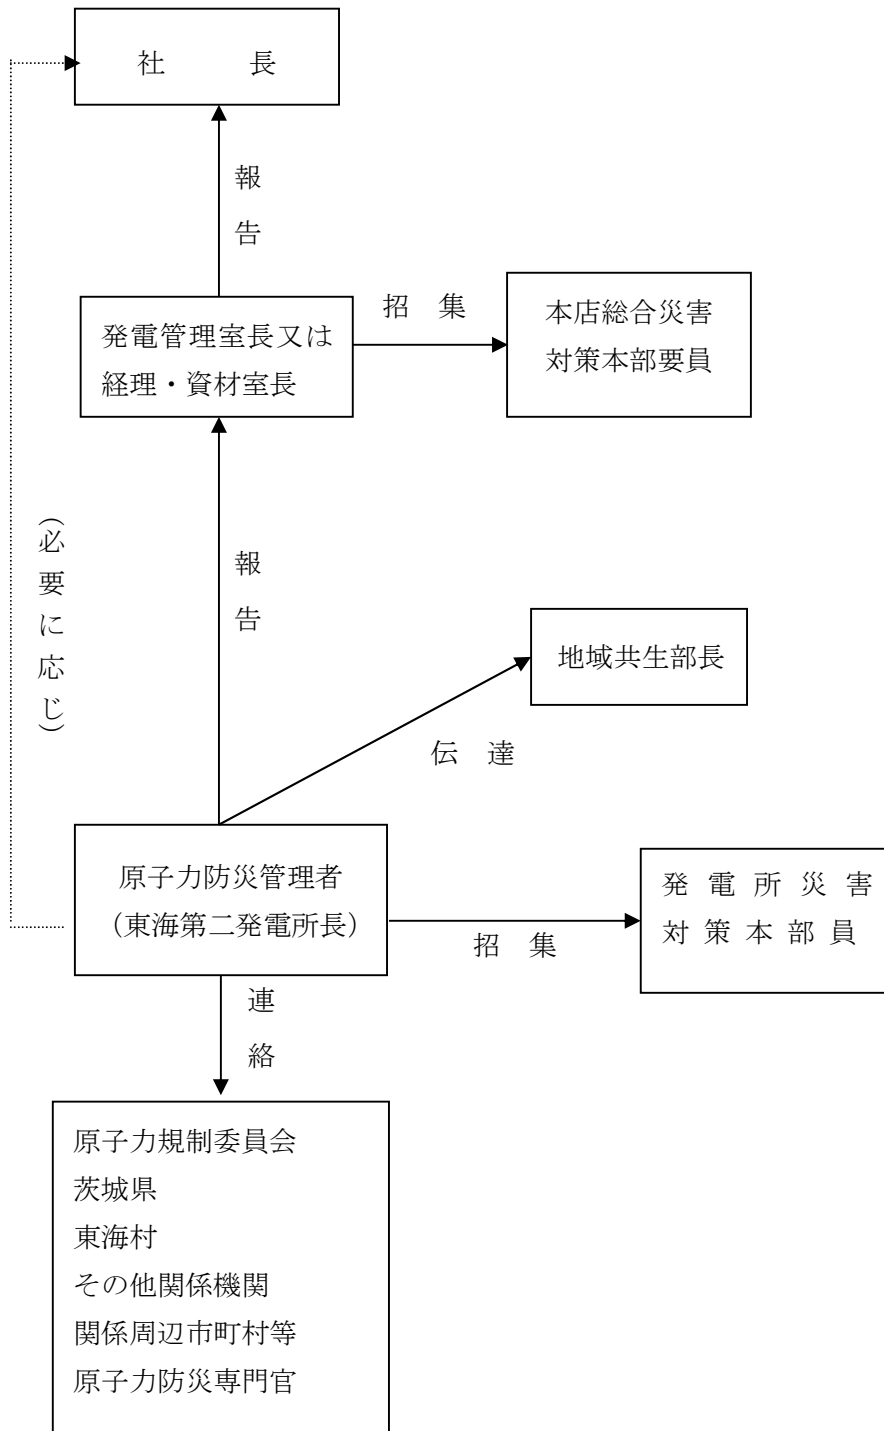 社 長
報告
発電管理室長又は
経理・資材室長
招 集
本店総合災害
対策本部要員
報告
（必要に応じ）
地域共生部長
伝 達
原子力防災管理者
（東海第二発電所長）
招 集
発電所災害
対策本部員
連絡
原子力規制委員会
茨城県
東海村
その他関係機関
関係周辺市町村等
原子力防災専門官